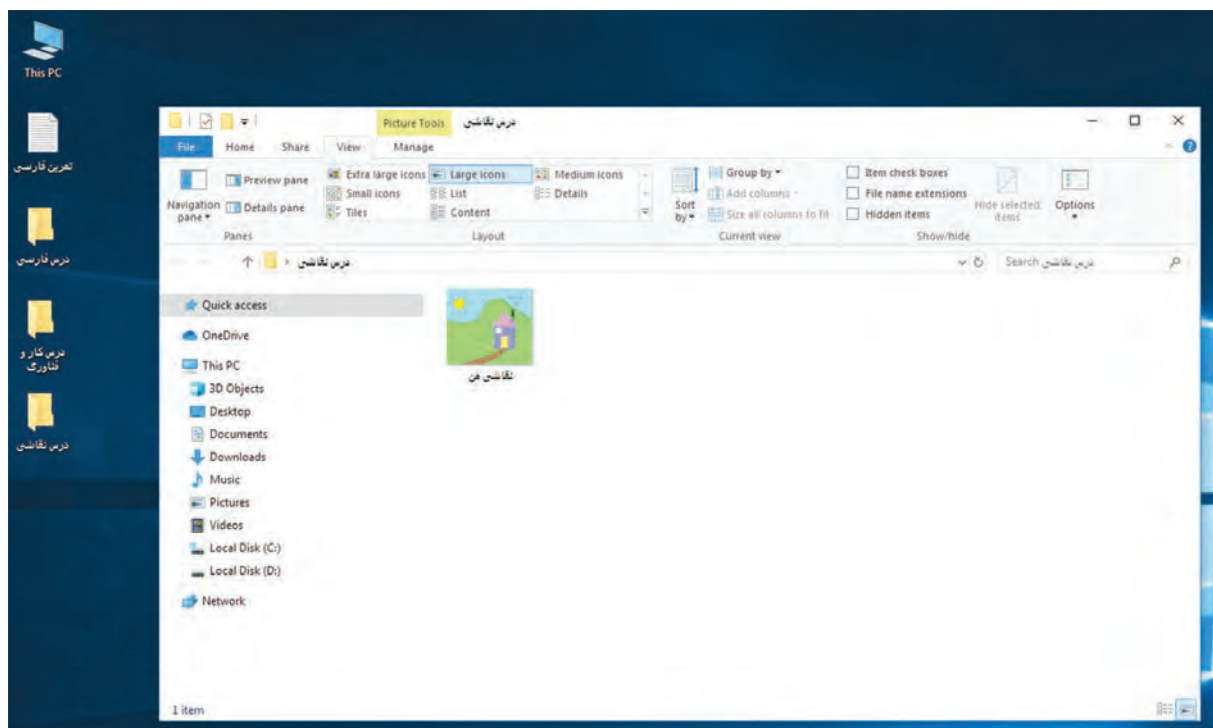 This PC
تمرین فارسی
درس فارسی
درس کار و
فناوری
درس نقاشی
Picture Tools
درس نقاشی
File
Home
Share
View
Manage
Navigation
pane
Preview pane
Details pane
Panes
Extra large icons
Large icons
Medium icons
Small icons
List
Details
Tiles
Content
Layout
Sort
by
Group by
Add columns
Size all columns to fit
Current view
Item check boxes
File name extensions
Hidden items
Hide selected
items
Show/hide
Options
درس نقاشی
Search درس نقاشی
Quick access
OneDrive
This PC
3D Objects
Desktop
Documents
Downloads
Music
Pictures
Videos
Local Disk (C:)
Local Disk (D:)
Network
نقاشی من
1 item